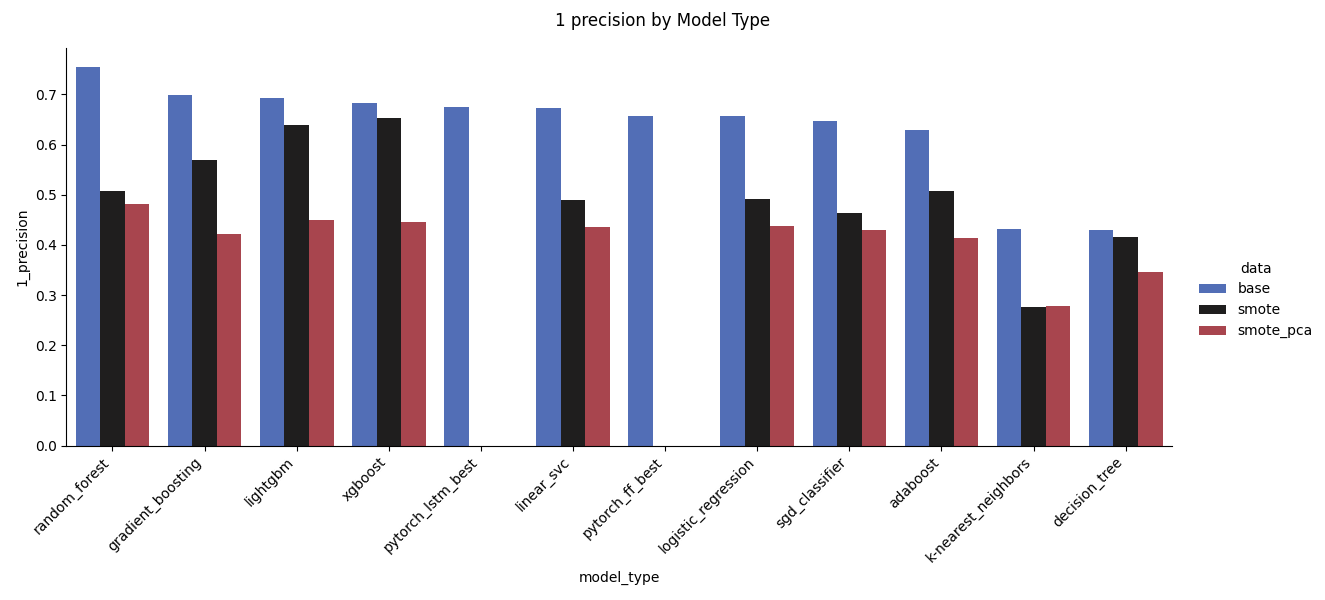 1 precision by Model Type
1_precision
0.7
0.6
0.5
0.4
0.3
0.2
0.1
0.0
random_forest
gradient_boosting
lightgbm
xgboost
pytorch_lstm_best
linear_svc
pytorch_ff_best
logistic_regression
sgd_classifier
adaboost
k-nearest_neighbors
decision_tree
model_type
data
base
smote
smote_pca